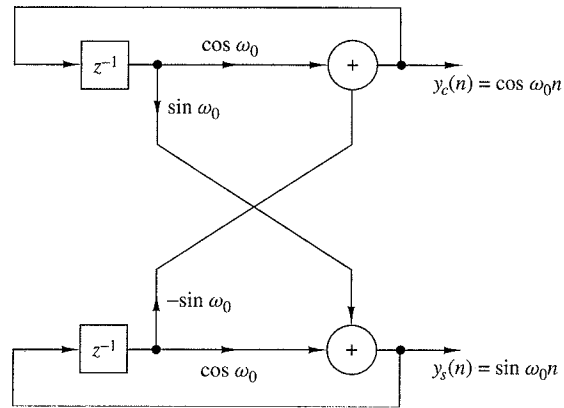 cos ω₀
z⁻¹
+
y_c(n) = cos ω₀n
sin ω₀
−sin ω₀
z⁻¹
+
cos ω₀
y_s(n) = sin ω₀n